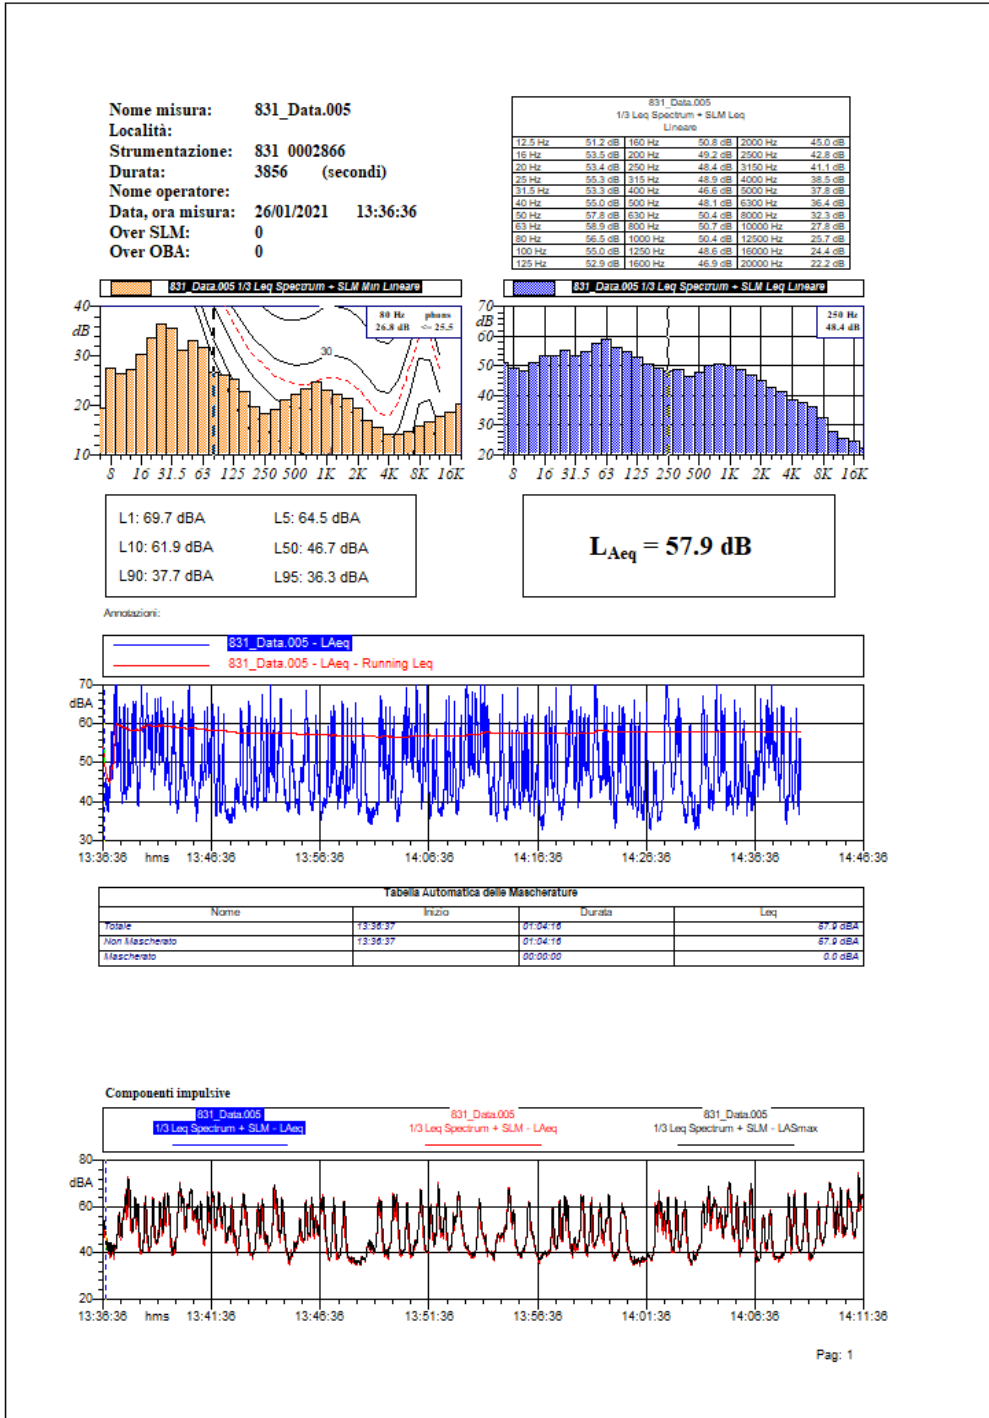 Nome misura: 831_Data.005
Località:
Strumentazione: 831 0002866
Durata: 3856 (secondi)
Nome operatore:
Data, ora misura: 26/01/2021 13:36:36
Over SLM: 0
Over OBA: 0
831_Data.005
1/3 Leq Spectrum + SLM Leq
Lineare
12.5 Hz 51.2 dB 160 Hz 50.8 dB 2000 Hz 45.0 dB
16 Hz 53.5 dB 200 Hz 49.2 dB 2500 Hz 42.8 dB
20 Hz 53.4 dB 250 Hz 48.4 dB 3150 Hz 41.1 dB
25 Hz 55.3 dB 315 Hz 48.9 dB 4000 Hz 38.5 dB
31.5 Hz 53.3 dB 400 Hz 46.6 dB 5000 Hz 37.8 dB
40 Hz 55.0 dB 500 Hz 48.1 dB 6300 Hz 36.4 dB
50 Hz 57.8 dB 630 Hz 50.4 dB 8000 Hz 32.3 dB
63 Hz 58.9 dB 800 Hz 50.7 dB 10000 Hz 27.8 dB
80 Hz 56.5 dB 1000 Hz 50.4 dB 12500 Hz 25.7 dB
100 Hz 55.0 dB 1250 Hz 48.6 dB 16000 Hz 24.4 dB
125 Hz 52.9 dB 1600 Hz 46.9 dB 20000 Hz 22.2 dB
831_Data.005 1/3 Leq Spectrum + SLM Min Lineare
40
dB
30
20
10
80 Hz phons
26.8 dB <= 25.5
30
8 16 31.5 63 125 250 500 1K 2K 4K 8K 16K
831_Data.005 1/3 Leq Spectrum + SLM Leq Lineare
70
dB
60
50
40
30
20
250 Hz
48.4 dB
8 16 31.5 63 125 250 500 1K 2K 4K 8K 16K
L1: 69.7 dBA L5: 64.5 dBA
L10: 61.9 dBA L50: 46.7 dBA
L90: 37.7 dBA L95: 36.3 dBA
LAeq = 57.9 dB
Annotazioni:
831_Data.005 - LAeq
831_Data.005 - LAeq - Running Leq
70
dBA
60
50
40
30
13:36:36 hms 13:46:36 13:56:36 14:06:36 14:16:36 14:26:36 14:36:36 14:46:36
Tabella Automatica delle Mascherature
Nome Inizio Durata Leq
Totale 13:36:37 01:04:16 57.9 dBA
Non Mascherato 13:36:37 01:04:16 57.9 dBA
Mascherato 00:00:00 0.0 dBA
Componenti impulsive
831_Data.005 831_Data.005 831_Data.005
1/3 Leq Spectrum + SLM - LAeq 1/3 Leq Spectrum + SLM - LAeq 1/3 Leq Spectrum + SLM - LASmax
80
dBA
60
40
20
13:36:36 hms 13:41:36 13:46:36 13:51:36 13:56:36 14:01:36 14:06:36 14:11:36
Pag: 1